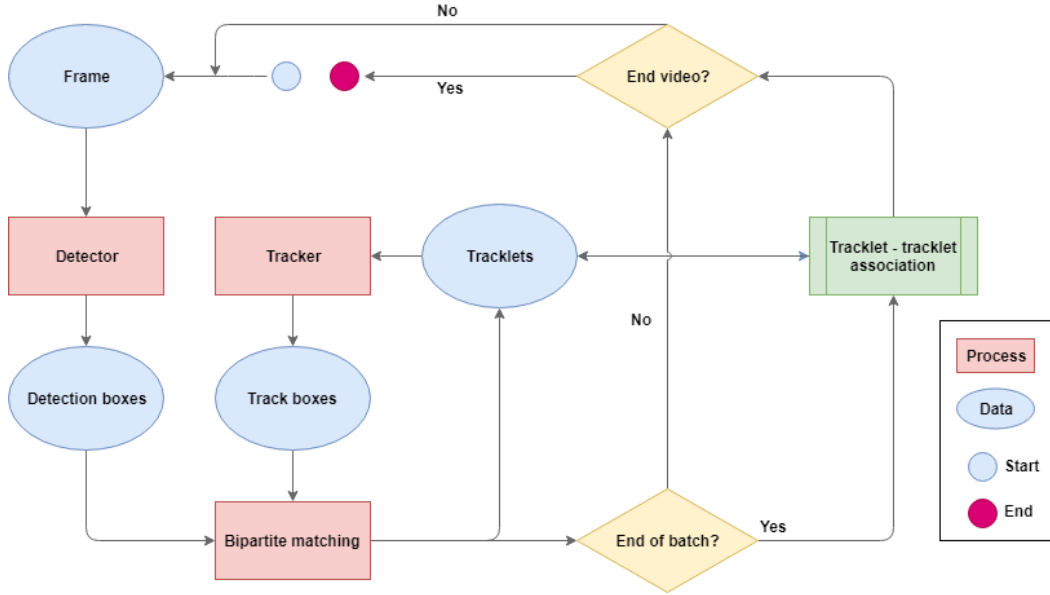 No
Frame
End video?
Yes
Detector
Tracker
Tracklets
Tracklet - tracklet
association
No
Process
Detection boxes
Track boxes
Data
Start
End
Bipartite matching
End of batch?
Yes